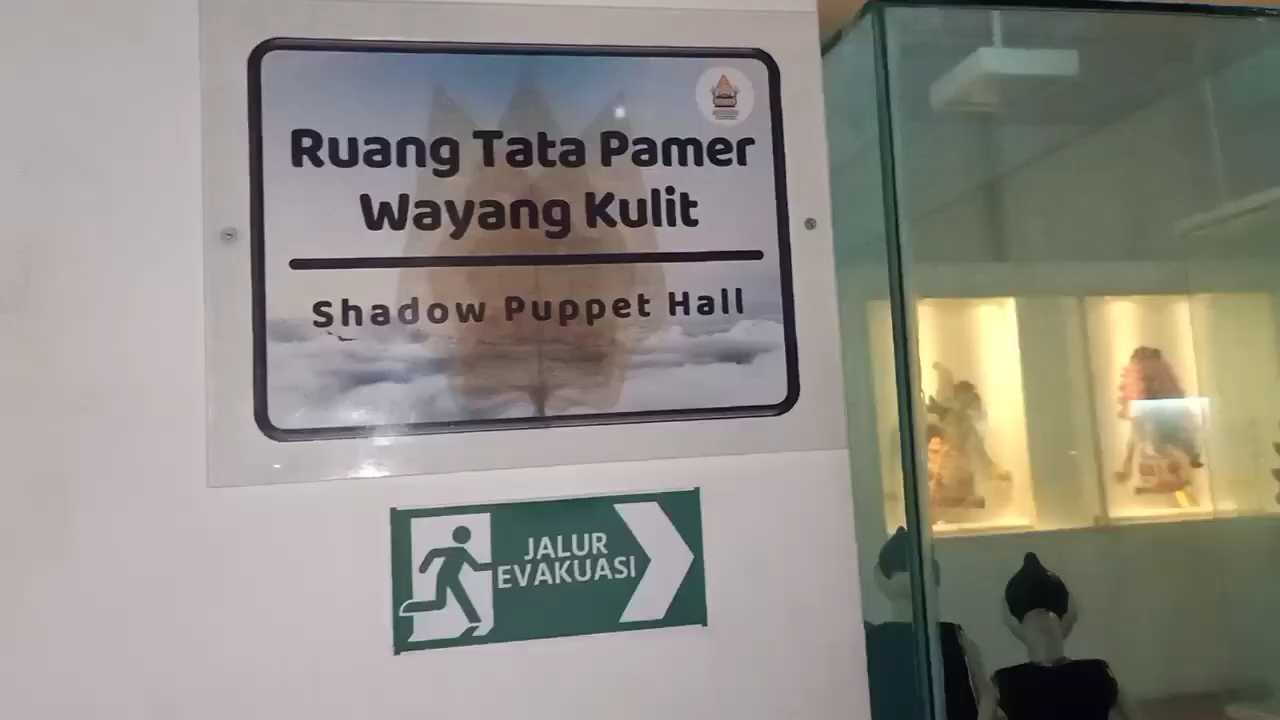 Ruang Tata Pamer
Wayang Kulit
Shadow Puppet Hall
JALUR
EVAKUASI